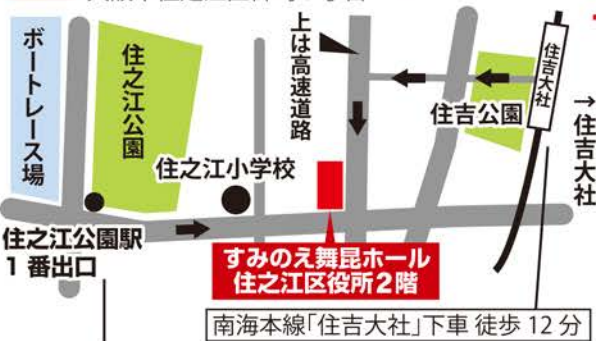 ボートレース場
住之江公園
上は高速道路
住吉大社
住吉公園
→住吉大社
住之江小学校
住之江公園駅
1番出口
すみのえ舞昆ホール
住之江区役所2階
南海本線「住吉大社」下車 徒歩 12 分